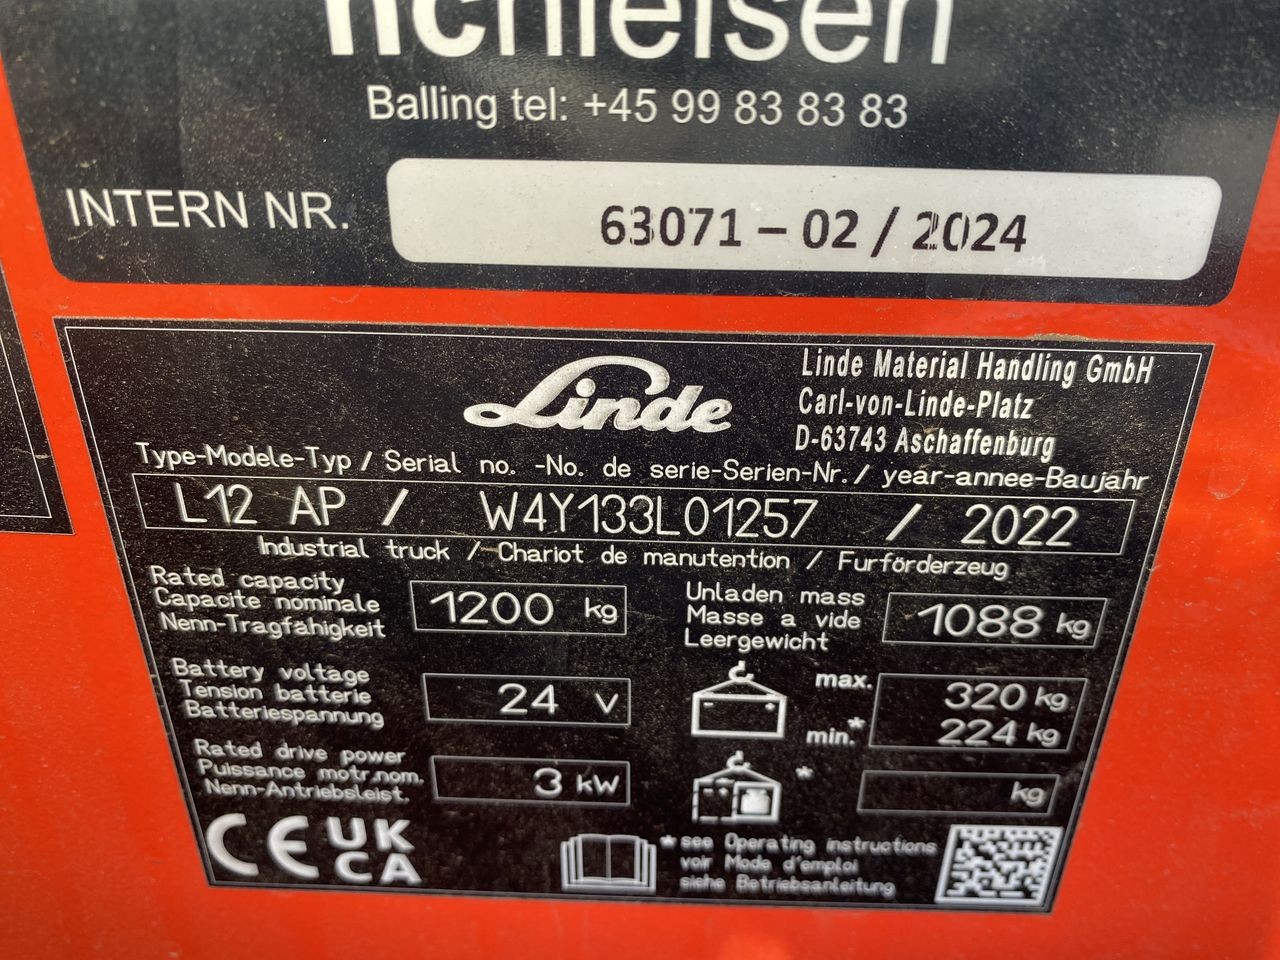 Balling tel: +45 99 83 83 83
INTERN NR. 63071 – 02 / 2024
Linde
Linde Material Handling GmbH
Carl-von-Linde-Platz
D-63743 Aschaffenburg
Type-Modele-Typ / Serial no. -No. de serie-Serien-Nr. / year-annee-Baujahr
L12 AP / W4Y133L01257 / 2022
Industrial truck / Chariot de manutention / Furförderzeug
Rated capacity
Capacite nominale
Nenn-Tragfähigkeit
1200 kg
Unladen mass
Masse a vide
Leergewicht
1088 kg
Battery voltage
Tension batterie
Batteriespannung
24 V
max. 320 kg
min.* 224 kg
Rated drive power
Puissance motr.nom.
Nenn-Antriebsleist.
3 kW
* kg
CE UK
CA
*see Operating instructions
voir Mode d'emploi
siehe Betriebsanleitung